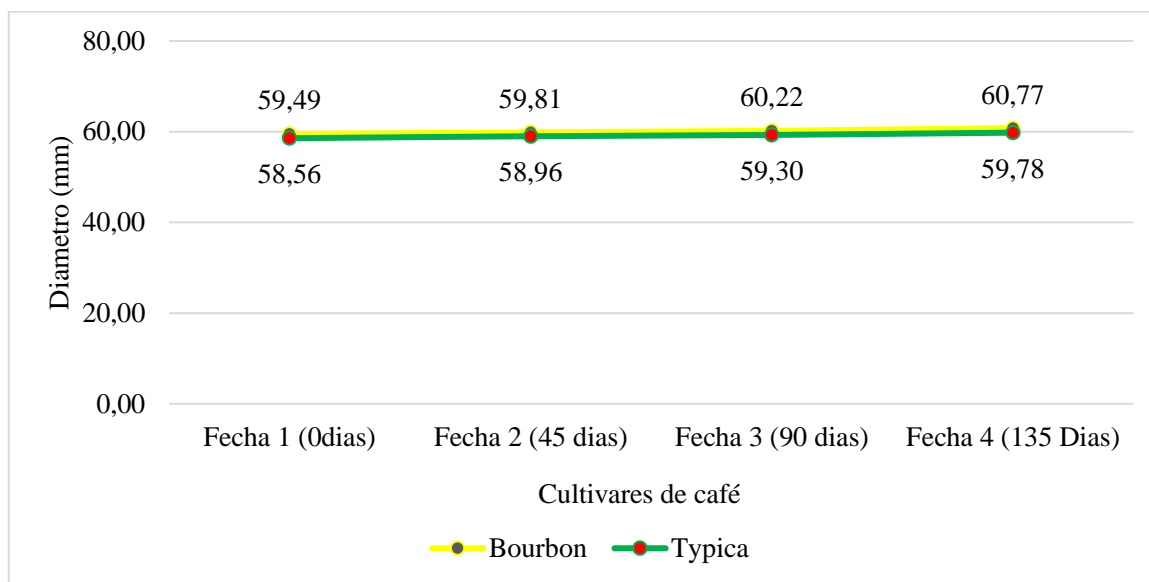 80,00
60,00
40,00
20,00
0,00
Diametro (mm)
59,49 59,81 60,22 60,77
58,56 58,96 59,30 59,78
Fecha 1 (0dias) Fecha 2 (45 dias) Fecha 3 (90 dias) Fecha 4 (135 Dias)
Cultivares de café
Bourbon Typica